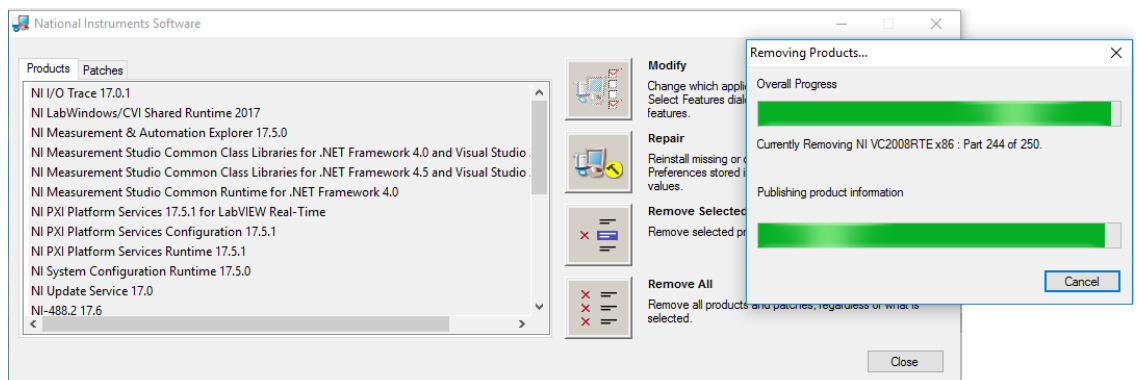 National Instruments Software
Products Patches
NI I/O Trace 17.0.1
NI LabWindows/CVI Shared Runtime 2017
NI Measurement & Automation Explorer 17.5.0
NI Measurement Studio Common Class Libraries for .NET Framework 4.0 and Visual Studio
NI Measurement Studio Common Class Libraries for .NET Framework 4.5 and Visual Studio
NI Measurement Studio Common Runtime for .NET Framework 4.0
NI PXI Platform Services 17.5.1 for LabVIEW Real-Time
NI PXI Platform Services Configuration 17.5.1
NI PXI Platform Services Runtime 17.5.1
NI System Configuration Runtime 17.5.0
NI Update Service 17.0
NI-488.2 17.6
Modify
Change which appli
Select Features dial
features.
Repair
Reinstall missing or
Preferences stored i
values.
Remove Selected
Remove selected pr
Remove All
Remove all products and patches, regardless of what is
selected.
Close
Removing Products...
Overall Progress
Currently Removing NI VC2008RTE x86 : Part 244 of 250.
Publishing product information
Cancel